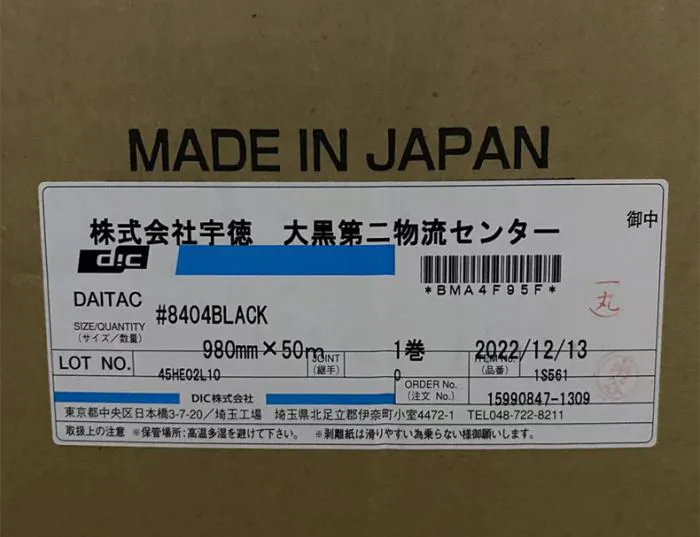 MADE IN JAPAN
御中
株式会社宇徳 大黒第二物流センター
dic
*BMA4F95F*
DAITAC #8404BLACK
SIZE/QUANTITY
(サイズ/数量)
980mm×50m 1巻 2022/12/13
LOT NO. 45HE02L10
JOINT
(継手) 0
ITEM No.
(品番) 1S561
ORDER No.
(注文 No.) 15990847-1309
DIC株式会社
東京都中央区日本橋3-7-20/埼玉工場 埼玉県北足立郡伊奈町小室4472-1 TEL048-722-8211
取扱上の注意 ※保管場所:高温多湿を避けて下さい。 ※剥離紙は滑りやすい為乗らない様御願いします。